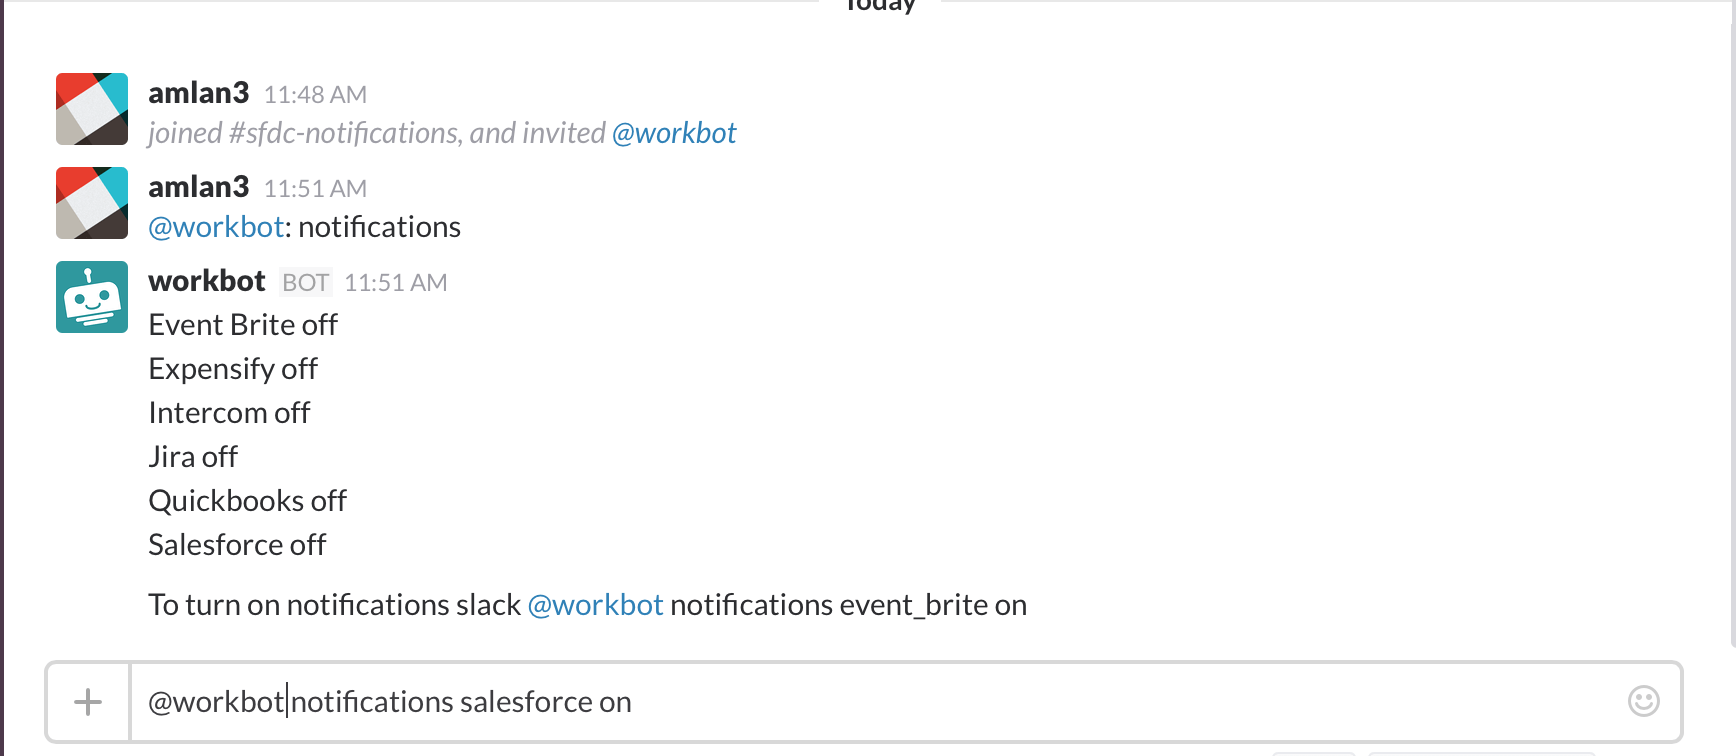 Today
amlan3 11:48 AM
joined #sfdc-notifications, and invited @workbot
amlan3 11:51 AM
@workbot: notifications
workbot BOT 11:51 AM
Event Brite off
Expensify off
Intercom off
Jira off
Quickbooks off
Salesforce off
To turn on notifications slack @workbot notifications event_brite on
@workbot notifications salesforce on